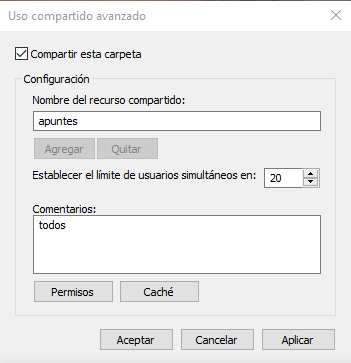 Uso compartido avanzado
Compartir esta carpeta
Configuración
Nombre del recurso compartido:
apuntes
Agregar Quitar
Establecer el límite de usuarios simultáneos en: 20
Comentarios:
todos
Permisos Caché
Aceptar Cancelar Aplicar